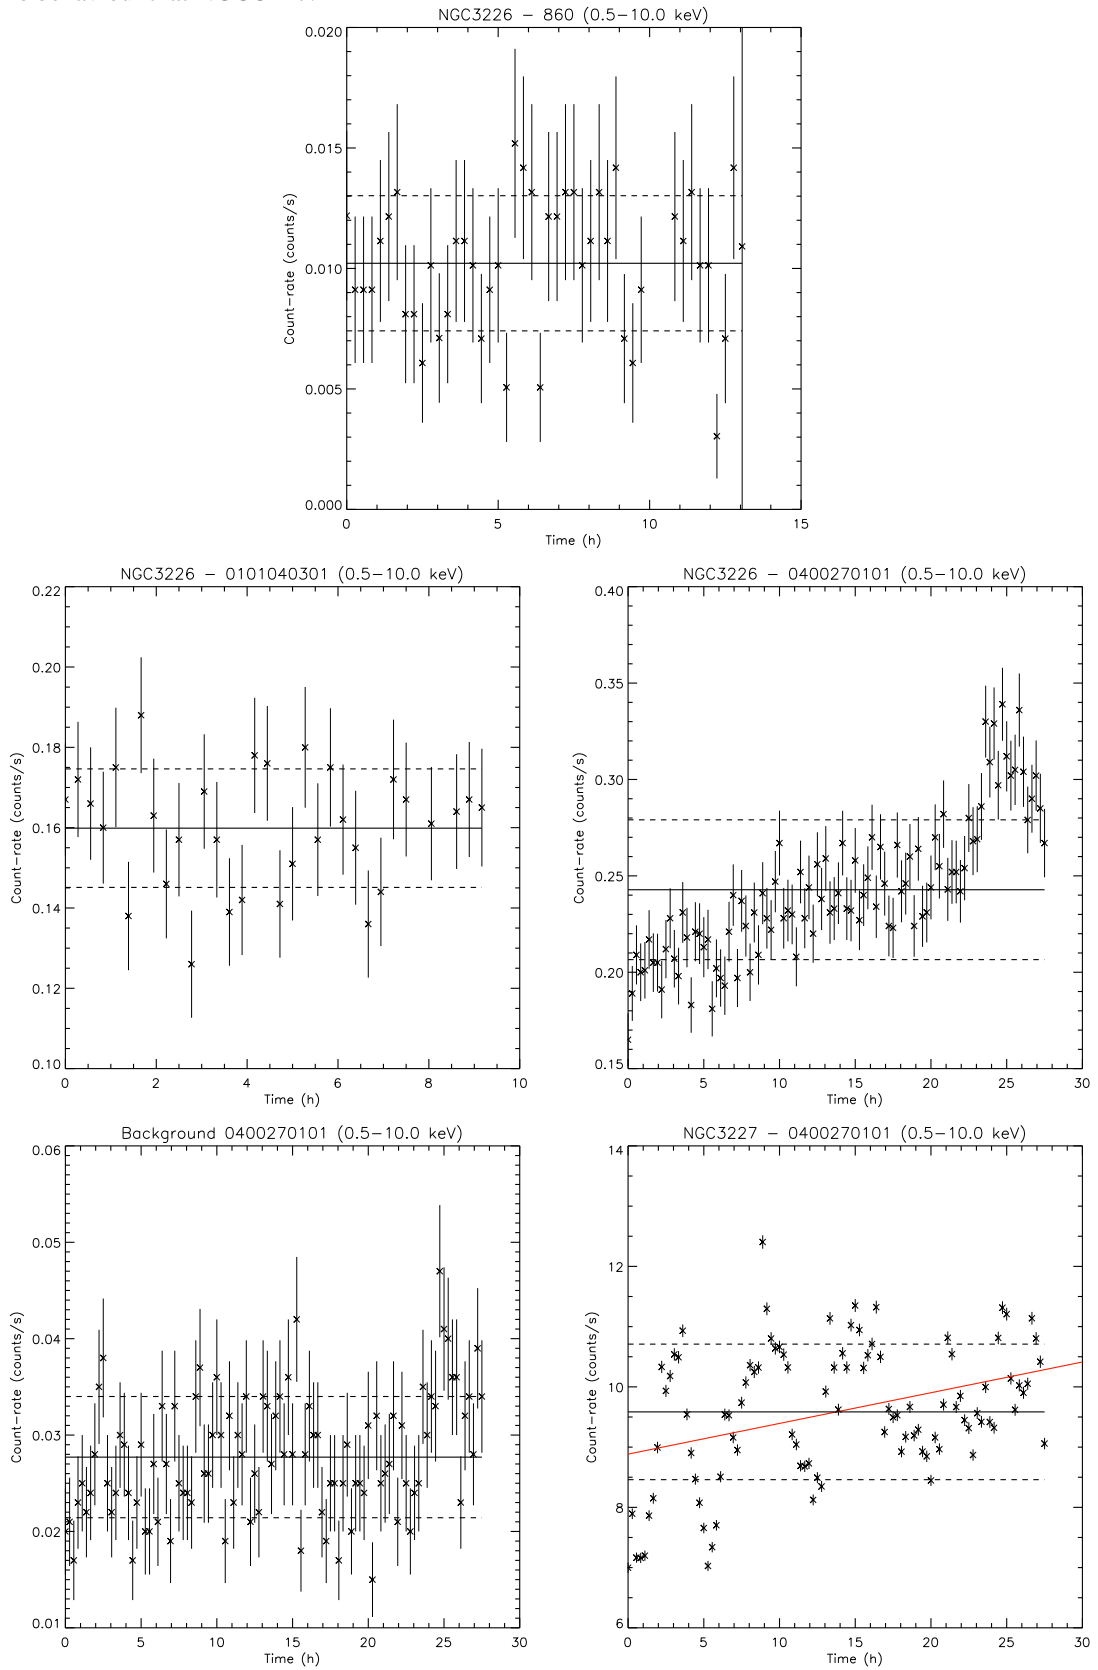 NGC3226 − 860 (0.5−10.0 keV)
0.020
0.015
0.010
0.005
0.000
Count−rate (counts/s)
0 5 10 15
Time (h)
NGC3226 − 0101040301 (0.5−10.0 keV)
0.22
0.20
0.18
0.16
0.14
0.12
0.10
Count−rate (counts/s)
0 2 4 6 8 10
Time (h)
NGC3226 − 0400270101 (0.5−10.0 keV)
0.40
0.35
0.30
0.25
0.20
0.15
Count−rate (counts/s)
0 5 10 15 20 25 30
Time (h)
Background 0400270101 (0.5−10.0 keV)
0.06
0.05
0.04
0.03
0.02
0.01
Count−rate (counts/s)
0 5 10 15 20 25 30
Time (h)
NGC3227 − 0400270101 (0.5−10.0 keV)
14
12
10
8
6
Count−rate (counts/s)
0 5 10 15 20 25 30
Time (h)